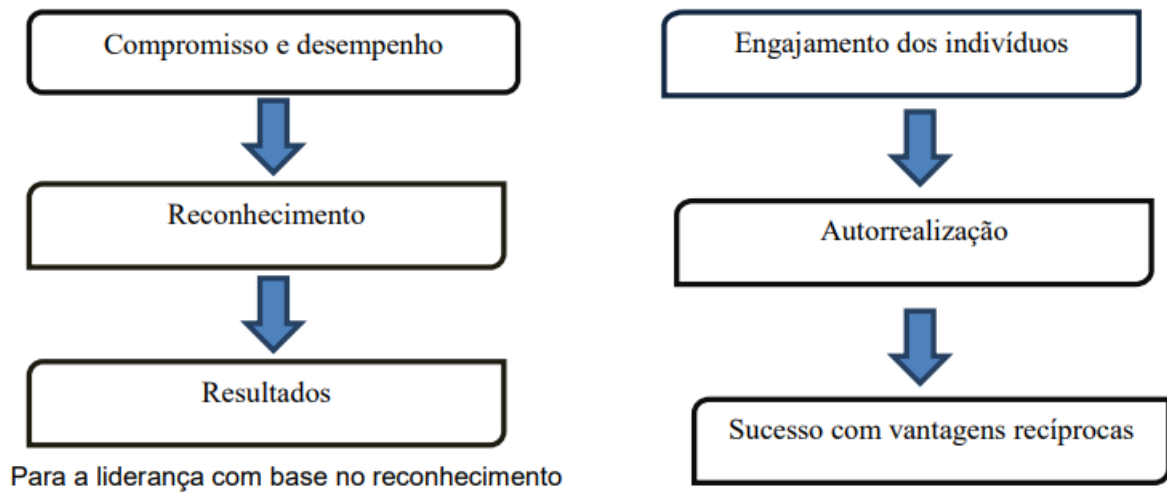 Compromisso e desempenho
Reconhecimento
Resultados
Para a liderança com base no reconhecimento
Engajamento dos indivíduos
Autorrealização
Sucesso com vantagens recíprocas